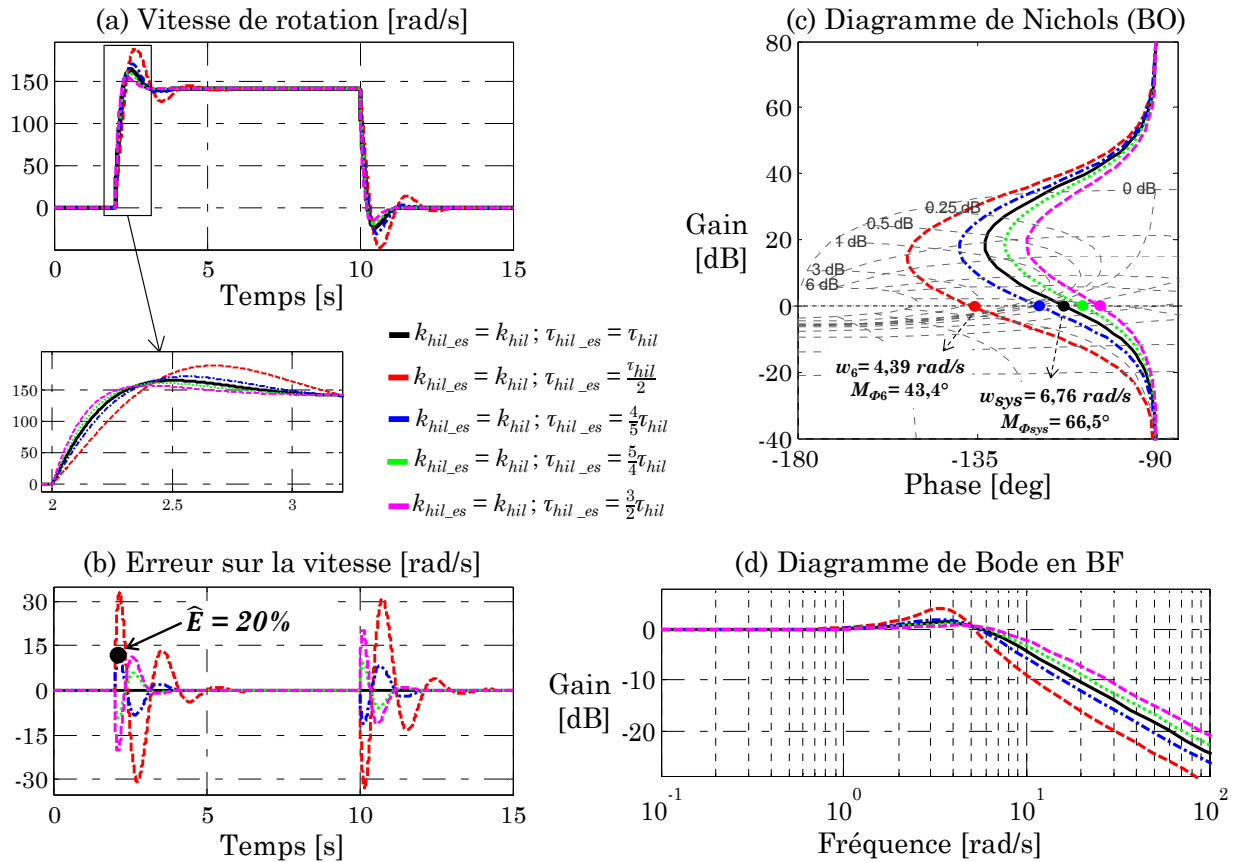 (a) Vitesse de rotation [rad/s]
150
100
50
0
0 5 10 15
Temps [s]
150
100
50
0
2 2.5 3
k_hil_es = k_hil ; τ_hil_es = τ_hil
k_hil_es = k_hil ; τ_hil_es = τ_hil/2
k_hil_es = k_hil ; τ_hil_es = 4/5 τ_hil
k_hil_es = k_hil ; τ_hil_es = 5/4 τ_hil
k_hil_es = k_hil ; τ_hil_es = 3/2 τ_hil
(b) Erreur sur la vitesse [rad/s]
30
15
0
-15
-30
Ê = 20%
0 5 10 15
Temps [s]
(c) Diagramme de Nichols (BO)
Gain
[dB]
80
60
40
20
0
-20
-40
0 dB
0.25 dB
0.5 dB
1 dB
3 dB
6 dB
w6= 4,39 rad/s
MΦ6= 43,4°
wsys= 6,76 rad/s
MΦsys= 66,5°
-180 -135 -90
Phase [deg]
(d) Diagramme de Bode en BF
Gain
[dB]
0
-10
-20
10^-1 10^0 10^1 10^2
Fréquence [rad/s]